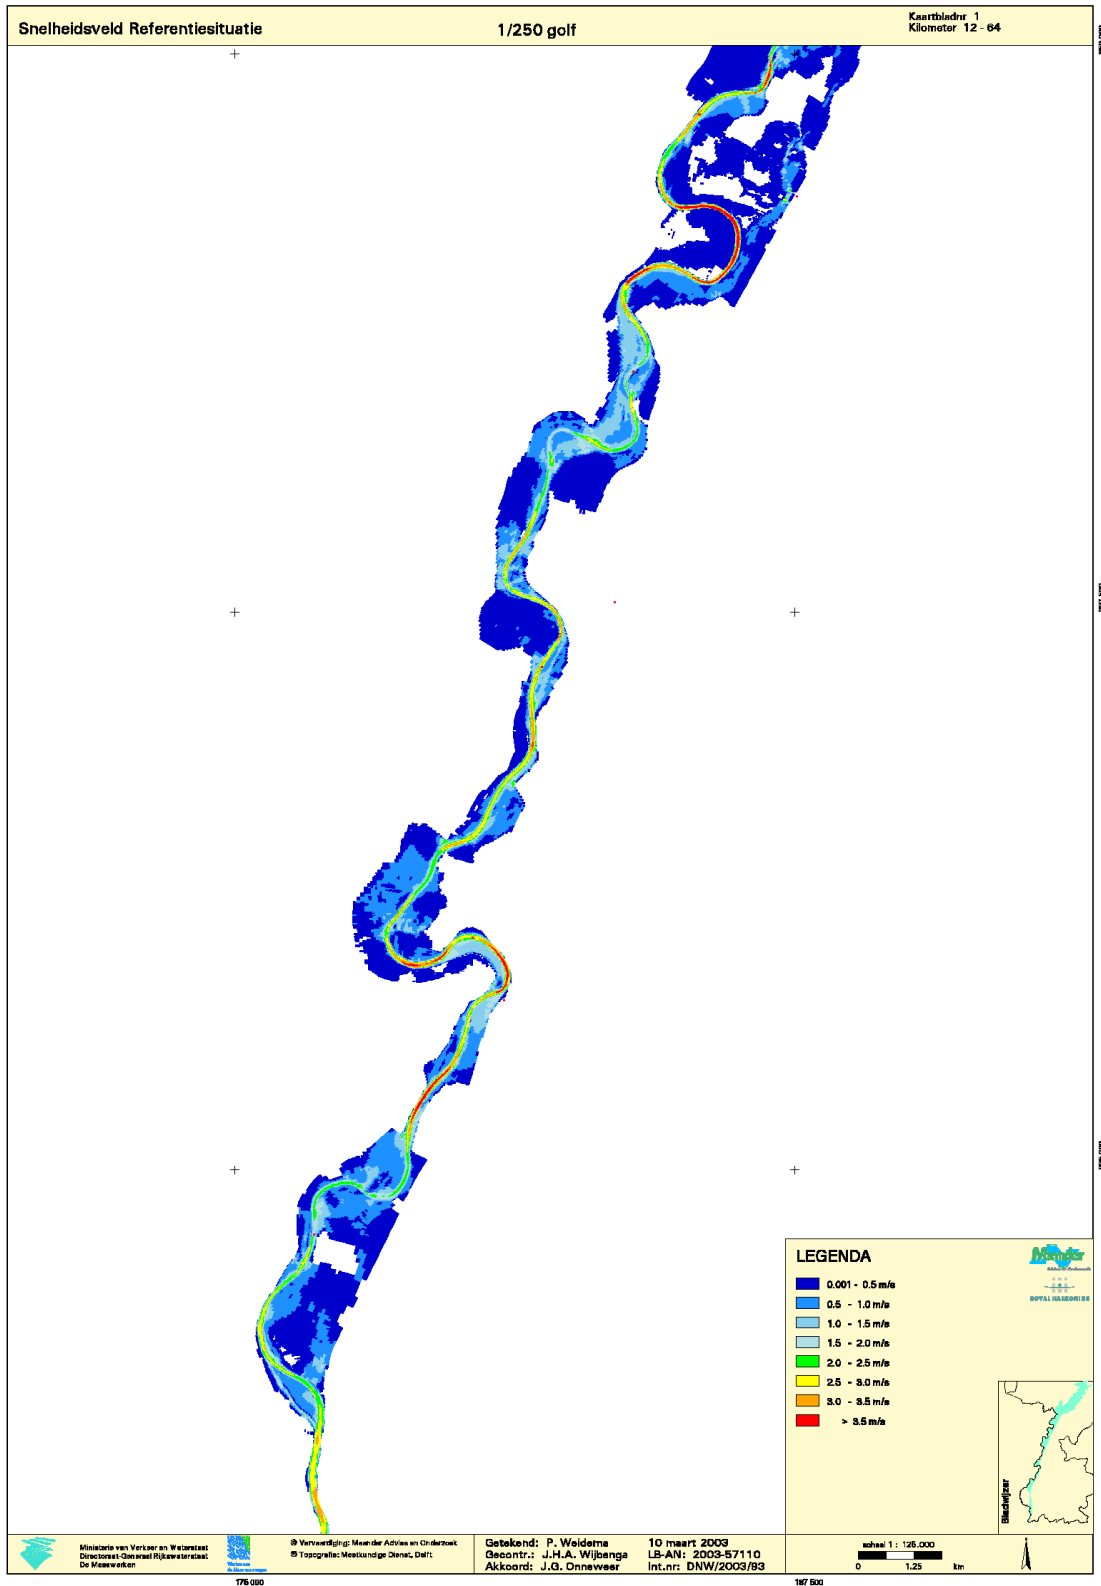 Snelheidsveld Referentiesituatie
1/250 golf
Kaartbladnr 1
Kilometer 12 - 64
LEGENDA
0.001 - 0.5 m/s
0.5 - 1.0 m/s
1.0 - 1.5 m/s
1.5 - 2.0 m/s
2.0 - 2.5 m/s
2.5 - 3.0 m/s
3.0 - 3.5 m/s
> 3.5 m/s
Meander
ROYAL HASKONING
Bladwijzer
Ministerie van Verkeer en Waterstaat
Directoraat-Generaal Rijkswaterstaat
De Maaswerken
Vervaardiging: Meander Advies en Onderzoek
Topografie: Meetkundige Dienst, Delft
Getekend: P. Weidema
Gecontr.: J.H.A. Wijbenga
Akkoord: J.G. Onneweer
10 maart 2003
LB-AN: 2003-57110
Int.nr: DNW/2003/93
schaal 1 : 125.000
0 1.25 km
175 000
187 500